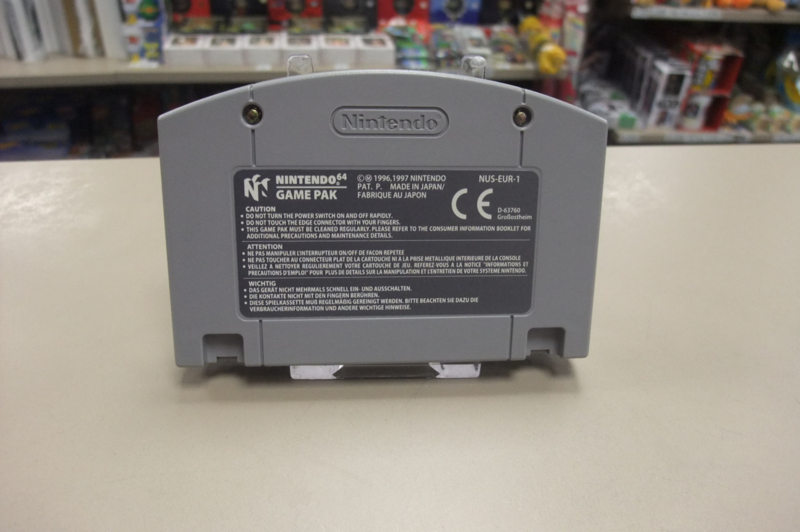 Nintendo
NINTENDO 64
GAME PAK
©Ⓜ 1996,1997 NINTENDO
PAT. P. MADE IN JAPAN/
FABRIQUE AU JAPON
NUS-EUR-1
CE
D-63760
Großostheim
CAUTION
• DO NOT TURN THE POWER SWITCH ON AND OFF RAPIDLY.
• DO NOT TOUCH THE EDGE CONNECTOR WITH YOUR FINGERS.
• THIS GAME PAK MUST BE CLEANED REGULARLY. PLEASE REFER TO THE CONSUMER INFORMATION BOOKLET FOR
ADDITIONAL PRECAUTIONS AND MAINTENANCE DETAILS.
ATTENTION
• NE PAS MANIPULER L'INTERRUPTEUR ON/OFF DE FACON REPETEE
• NE PAS TOUCHER AU CONNECTEUR PLAT DE LA CARTOUCHE NI A LA PRISE METALLIQUE INTERIEURE DE LA CONSOLE
• VEILLEZ A NETTOYER REGULIEREMENT VOTRE CARTOUCHE DE JEU. REFEREZ-VOUS A LA NOTICE "INFORMATIONS ET
PRECAUTIONS D'EMPLOI" POUR PLUS DE DETAILS SUR LA MANIPULATION ET L'ENTRETIEN DE VOTRE SYSTEME NINTENDO.
WICHTIG
• DAS GERÄT NICHT MEHRMALS SCHNELL EIN- UND AUSSCHALTEN.
• DIE KONTAKTE NICHT MIT DEN FINGERN BERÜHREN.
• DIESE SPIELKASSETTE MUß REGELMÄßIG GEREINIGT WERDEN. BITTE BEACHTEN SIE DAZU DIE
VERBRAUCHERINFORMATION UND ANDERE WICHTIGE HINWEISE.